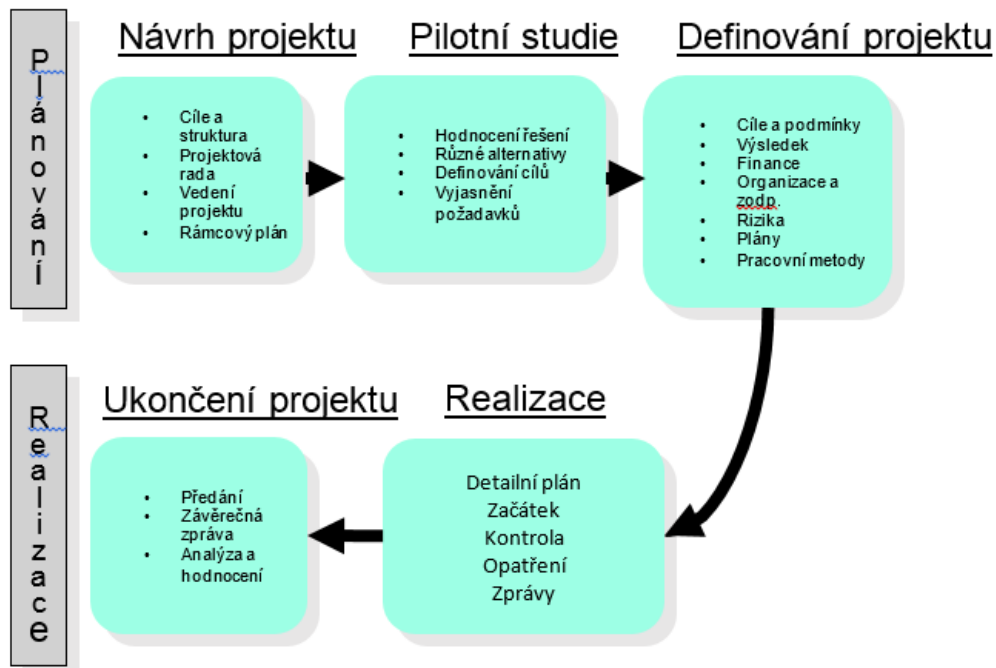 Plánování
Návrh projektu
• Cíle a
struktura
• Projektová
rada
• Vedení
projektu
• Rámcový plán
Pilotní studie
• Hodnocení řešení
• Různé alternativy
• Definování cílů
• Vyjasnění
požadavků
Definování projektu
• Cíle a podmínky
• Výsledek
• Finance
• Organizace a
zodp.
• Rizika
• Plány
• Pracovní metody
Realizace
Ukončení projektu
• Předání
• Závěrečná
zpráva
• Analýza a
hodnocení
Realizace
Detailní plán
Začátek
Kontrola
Opatření
Zprávy